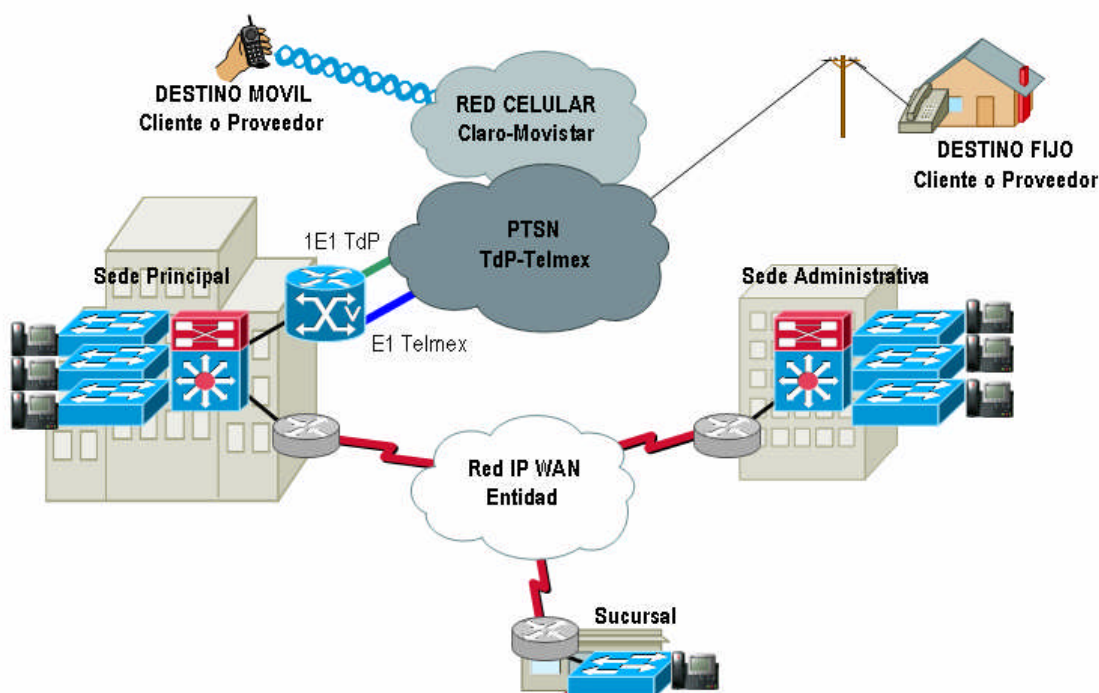 DESTINO MOVIL
Cliente o Proveedor
RED CELULAR
Claro-Movistar
DESTINO FIJO
Cliente o Proveedor
PTSN
TdP-Telmex
1E1 TdP
Sede Principal
E1 Telmex
Sede Administrativa
V
Red IP WAN
Entidad
Sucursal